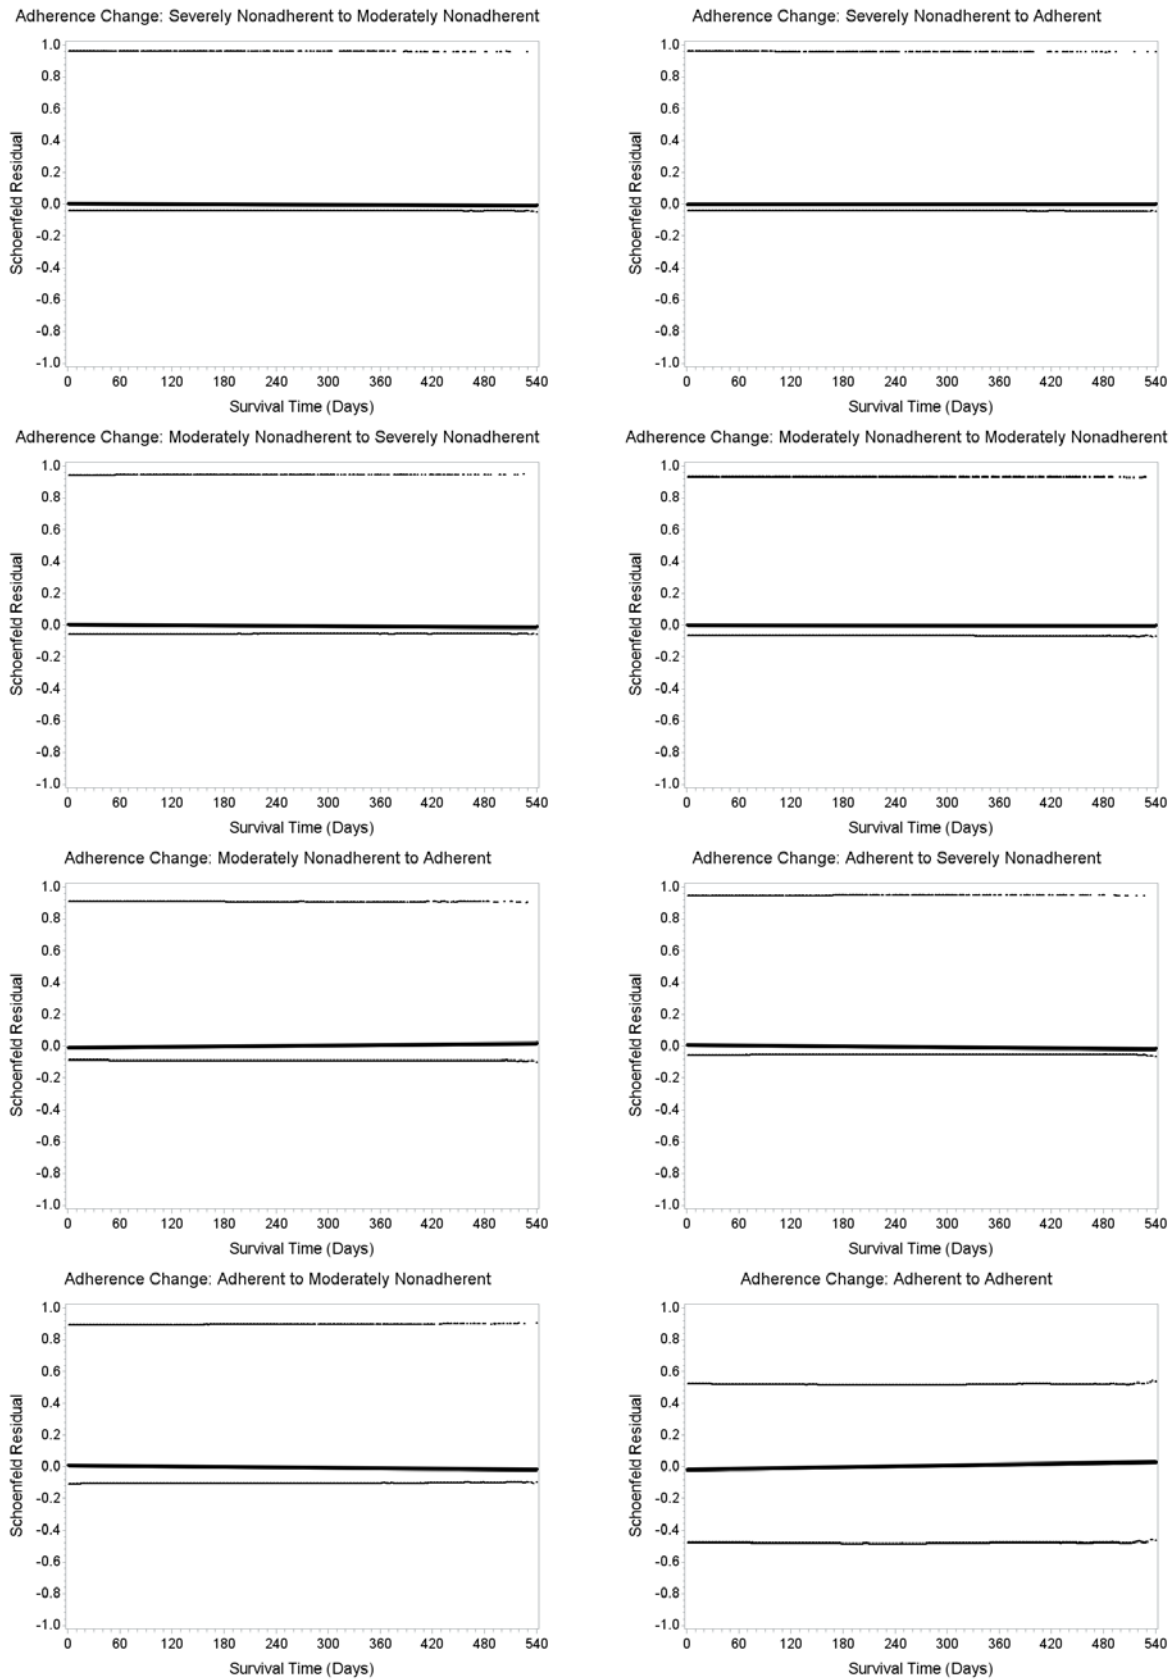 Adherence Change: Severely Nonadherent to Moderately Nonadherent
1.0
0.8
0.6
0.4
0.2
0.0
-0.2
-0.4
-0.6
-0.8
-1.0
Schoenfeld Residual
0 60 120 180 240 300 360 420 480 540
Survival Time (Days)
Adherence Change: Severely Nonadherent to Adherent
1.0
0.8
0.6
0.4
0.2
0.0
-0.2
-0.4
-0.6
-0.8
-1.0
Schoenfeld Residual
0 60 120 180 240 300 360 420 480 540
Survival Time (Days)
Adherence Change: Moderately Nonadherent to Severely Nonadherent
1.0
0.8
0.6
0.4
0.2
0.0
-0.2
-0.4
-0.6
-0.8
-1.0
Schoenfeld Residual
0 60 120 180 240 300 360 420 480 540
Survival Time (Days)
Adherence Change: Moderately Nonadherent to Moderately Nonadherent
1.0
0.8
0.6
0.4
0.2
0.0
-0.2
-0.4
-0.6
-0.8
-1.0
Schoenfeld Residual
0 60 120 180 240 300 360 420 480 540
Survival Time (Days)
Adherence Change: Moderately Nonadherent to Adherent
1.0
0.8
0.6
0.4
0.2
0.0
-0.2
-0.4
-0.6
-0.8
-1.0
Schoenfeld Residual
0 60 120 180 240 300 360 420 480 540
Survival Time (Days)
Adherence Change: Adherent to Severely Nonadherent
1.0
0.8
0.6
0.4
0.2
0.0
-0.2
-0.4
-0.6
-0.8
-1.0
Schoenfeld Residual
0 60 120 180 240 300 360 420 480 540
Survival Time (Days)
Adherence Change: Adherent to Moderately Nonadherent
1.0
0.8
0.6
0.4
0.2
0.0
-0.2
-0.4
-0.6
-0.8
-1.0
Schoenfeld Residual
0 60 120 180 240 300 360 420 480 540
Survival Time (Days)
Adherence Change: Adherent to Adherent
1.0
0.8
0.6
0.4
0.2
0.0
-0.2
-0.4
-0.6
-0.8
-1.0
Schoenfeld Residual
0 60 120 180 240 300 360 420 480 540
Survival Time (Days)